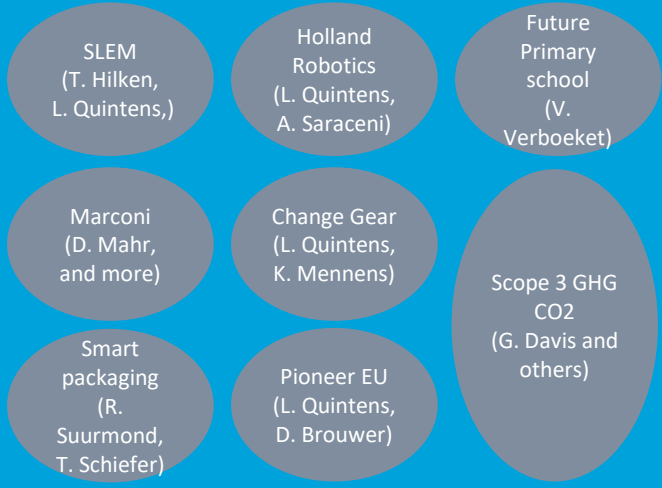 SLEM
(T. Hilken,
L. Quintens,)
Holland
Robotics
(L. Quintens,
A. Saraceni)
Future
Primary
school
(V.
Verboeket)
Marconi
(D. Mahr,
and more)
Change Gear
(L. Quintens,
K. Mennens)
Scope 3 GHG
CO2
(G. Davis and
others)
Smart
packaging
(R.
Suurmond,
T. Schiefer)
Pioneer EU
(L. Quintens,
D. Brouwer)